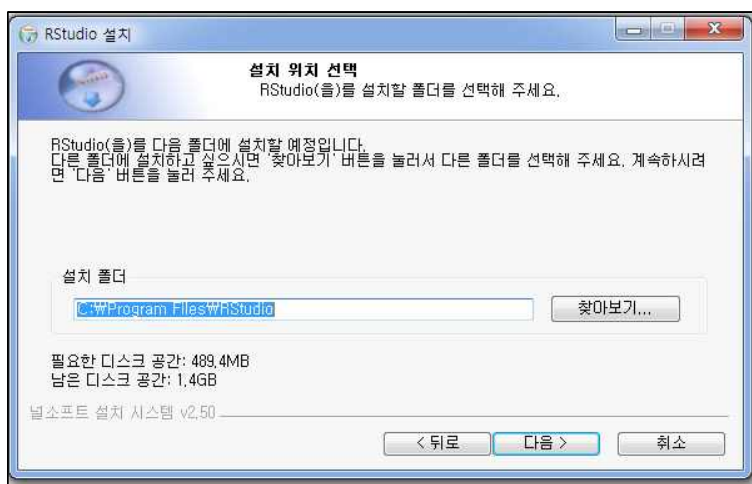 RStudio 설치
설치 위치 선택
RStudio(을)를 설치할 폴더를 선택해 주세요.
RStudio(을)를 다음 폴더에 설치할 예정입니다.
다른 폴더에 설치하고 싶으시면 '찾아보기' 버튼을 눌러서 다른 폴더를 선택해 주세요. 계속하시려
면 '다음' 버튼을 눌러 주세요.
설치 폴더
C:₩Program Files₩RStudio
찾아보기...
필요한 디스크 공간: 489.4MB
남은 디스크 공간: 1.4GB
널소프트 설치 시스템 v2.50
< 뒤로
다음 >
취소